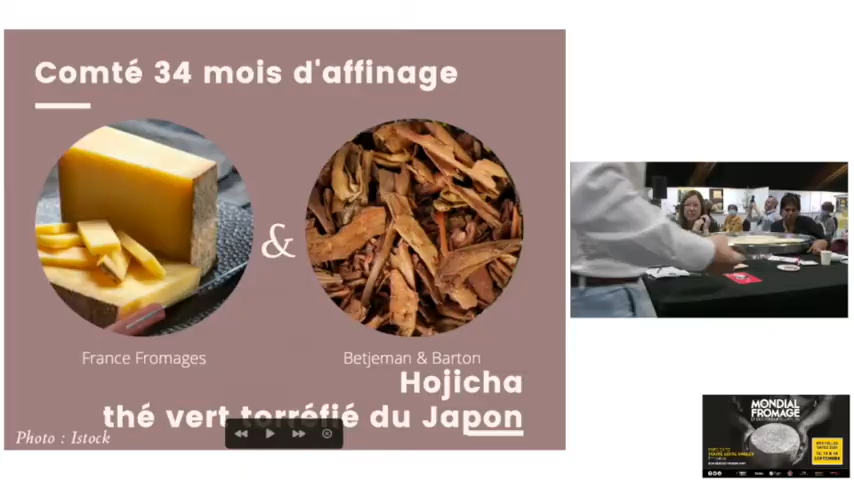 Comté 34 mois d'affinage
&
France Fromages
Betjeman & Barton
Hojicha
thé vert torréfié du Japon
Photo : Istock
MONDIAL
FROMAGE